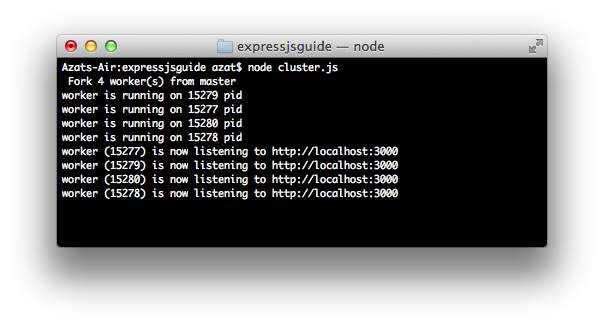 expressjsguide — node
Azats-Air:expressjsguide azat$ node cluster.js
 Fork 4 worker(s) from master
worker is running on 15279 pid
worker is running on 15277 pid
worker is running on 15280 pid
worker is running on 15278 pid
worker (15277) is now listening to http://localhost:3000
worker (15279) is now listening to http://localhost:3000
worker (15280) is now listening to http://localhost:3000
worker (15278) is now listening to http://localhost:3000